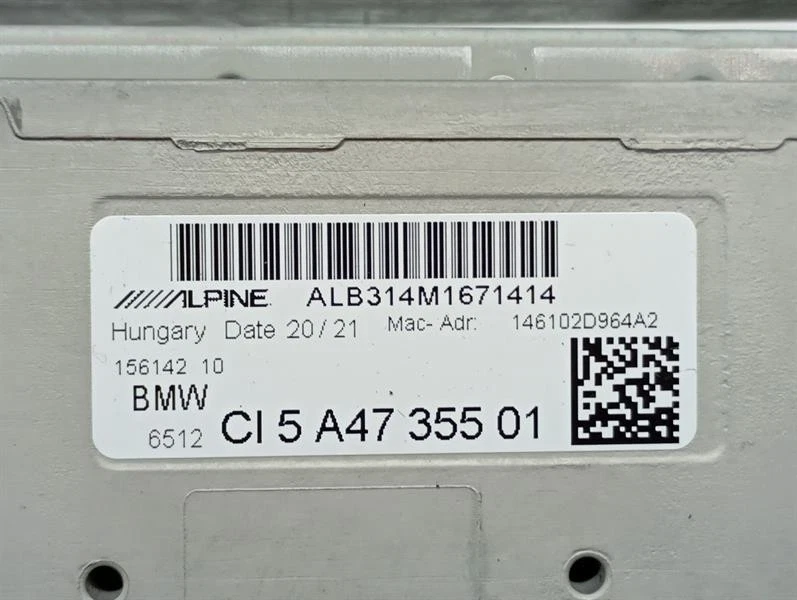 ALPINE ALB314M1671414
Hungary Date 20/21 Mac- Adr: 146102D964A2
156142 10
BMW
6512 CI 5 A47 355 01